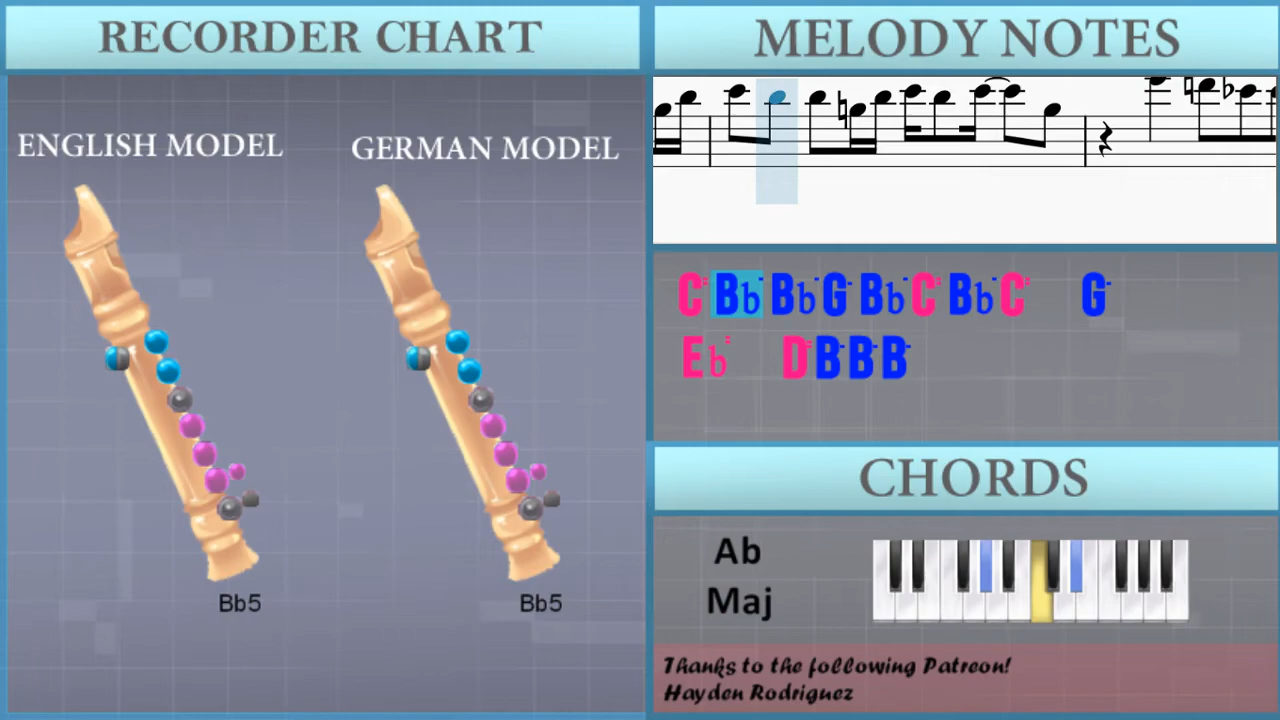 RECORDER CHART
ENGLISH MODEL
GERMAN MODEL
Bb5
Bb5
MELODY NOTES
C Bb Bb G Bb C Bb C G
Eb D B B B
CHORDS
Ab
Maj
Thanks to the following Patreon!
Hayden Rodriguez